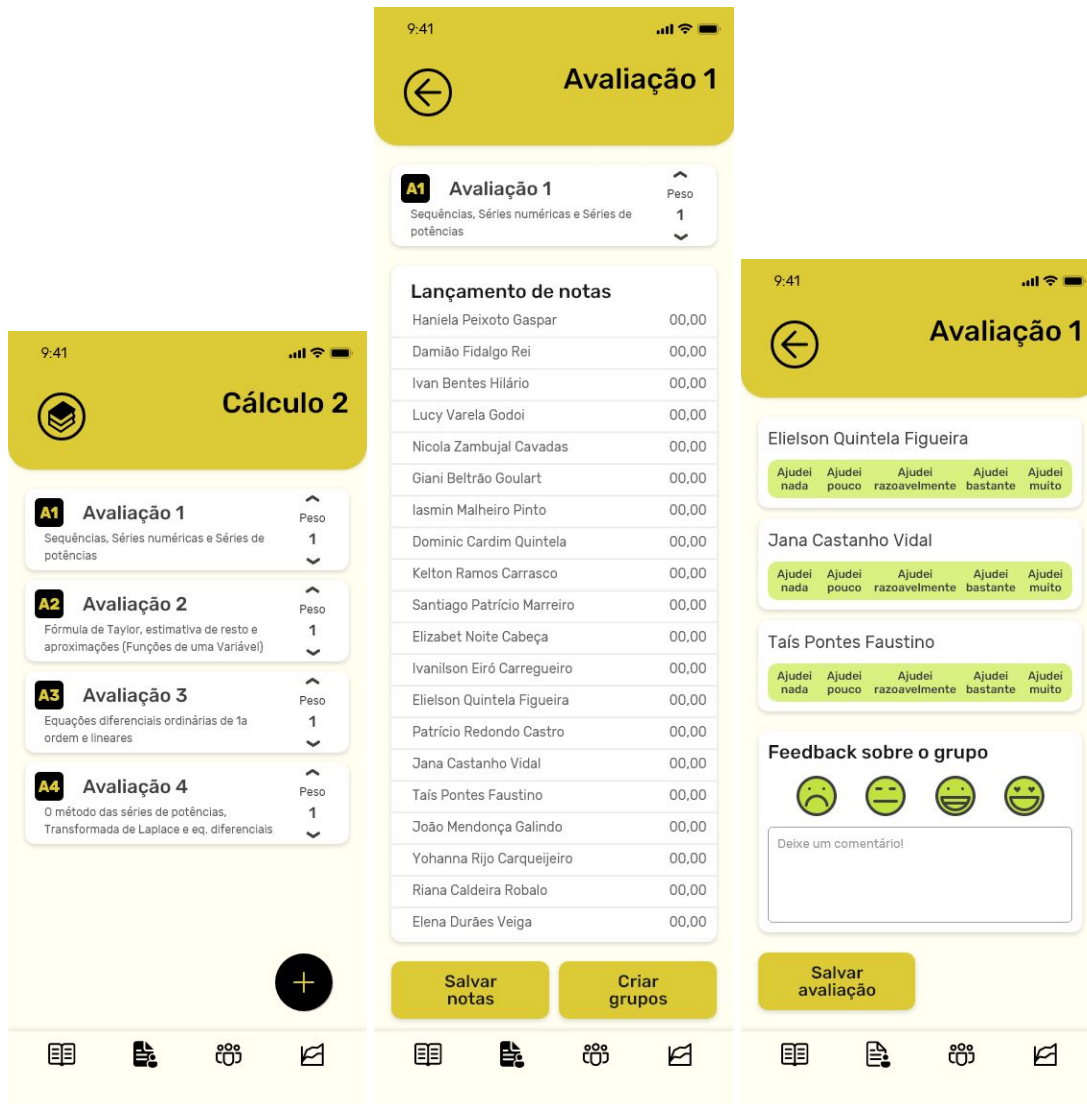 9:41
Cálculo 2
A1 Avaliação 1
Peso
1
Sequências, Séries numéricas e Séries de
potências
A2 Avaliação 2
Peso
1
Fórmula de Taylor, estimativa de resto e
aproximações (Funções de uma Variável)
A3 Avaliação 3
Peso
1
Equações diferenciais ordinárias de 1a
ordem e lineares
A4 Avaliação 4
Peso
1
O método das séries de potências,
Transformada de Laplace e eq. diferenciais
+
9:41
Avaliação 1
A1 Avaliação 1
Peso
1
Sequências, Séries numéricas e Séries de
potências
Lançamento de notas
Haniela Peixoto Gaspar 00,00
Damião Fidalgo Rei 00,00
Ivan Bentes Hilário 00,00
Lucy Varela Godoi 00,00
Nicola Zambujal Cavadas 00,00
Giani Beltrão Goulart 00,00
Iasmin Malheiro Pinto 00,00
Dominic Cardim Quintela 00,00
Kelton Ramos Carrasco 00,00
Santiago Patrício Marreiro 00,00
Elizabet Noite Cabeça 00,00
Ivanilson Eiró Carregueiro 00,00
Elielson Quintela Figueira 00,00
Patrício Redondo Castro 00,00
Jana Castanho Vidal 00,00
Taís Pontes Faustino 00,00
João Mendonça Galindo 00,00
Yohanna Rijo Carqueijeiro 00,00
Riana Caldeira Robalo 00,00
Elena Durães Veiga 00,00
Salvar
notas
Criar
grupos
9:41
Avaliação 1
Elielson Quintela Figueira
Ajudei Ajudei Ajudei Ajudei Ajudei
nada pouco razoavelmente bastante muito
Jana Castanho Vidal
Ajudei Ajudei Ajudei Ajudei Ajudei
nada pouco razoavelmente bastante muito
Taís Pontes Faustino
Ajudei Ajudei Ajudei Ajudei Ajudei
nada pouco razoavelmente bastante muito
Feedback sobre o grupo
Deixe um comentário!
Salvar
avaliação